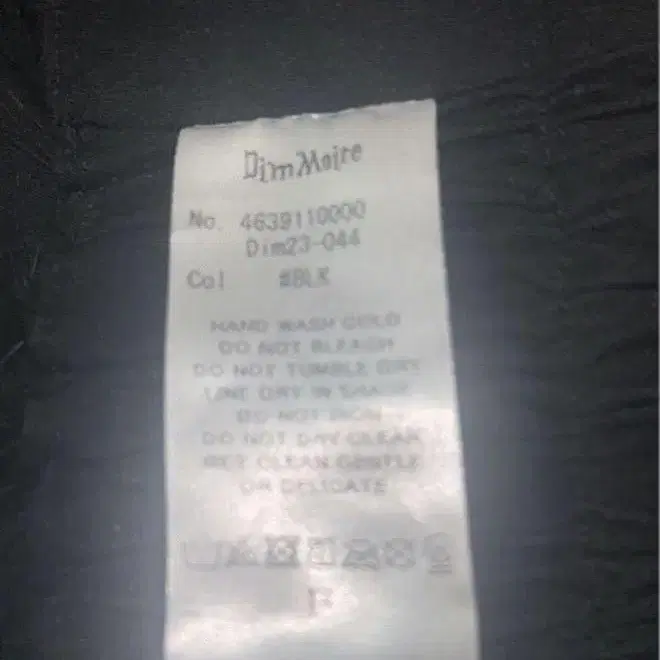 DimMoire
No. 4639110000
Dim23-044
Col #BLK
HAND WASH COLD
DO NOT BLEACH
DO NOT TUMBLE DRY
LINE DRY IN SHADE
DO NOT IRON
DO NOT DRY CLEAN
WET CLEAN GENTLE
OR DELICATE